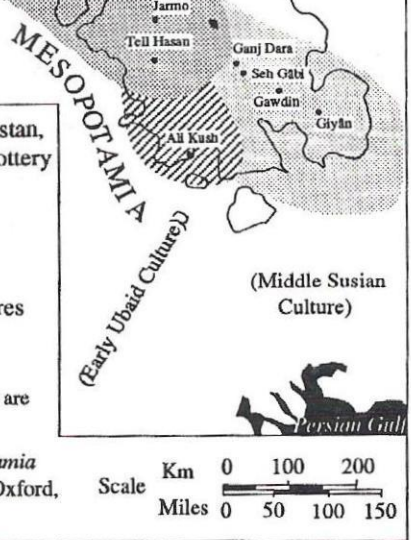 Jarmo
MESOPOTAMIA
Tell Hasan
Ganj Dara
Seh Gābi
Gawdin
Giyān
Ali Kush
stan,
ottery
(Early Ubaid Culture)
(Middle Susian
Culture)
res
are
Persian Gulf
mia
Oxford,
Scale
Km 0 100 200
Miles 0 50 100 150